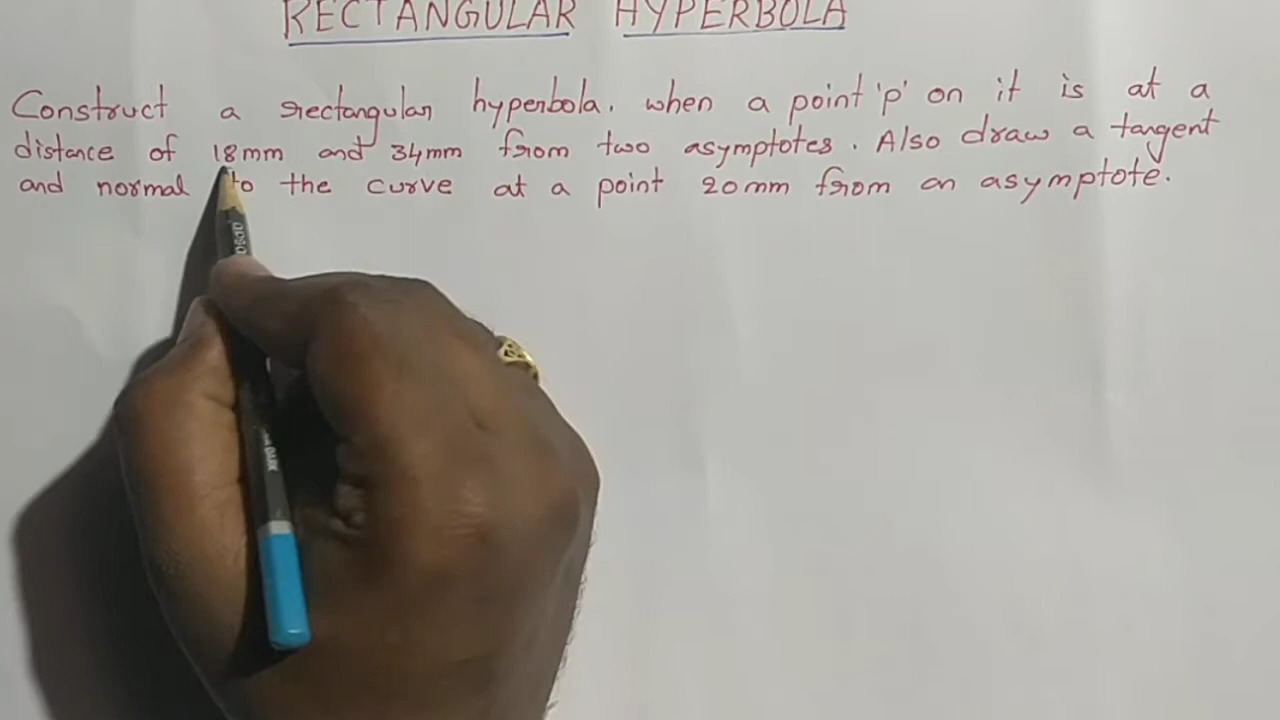 RECTANGULAR HYPERBOLA
Construct a rectangular hyperbola. when a point 'p' on it is at a
distance of 18mm and 34mm from two asymptotes. Also draw a tangent
and normal to the curve at a point 20mm from an asymptote.